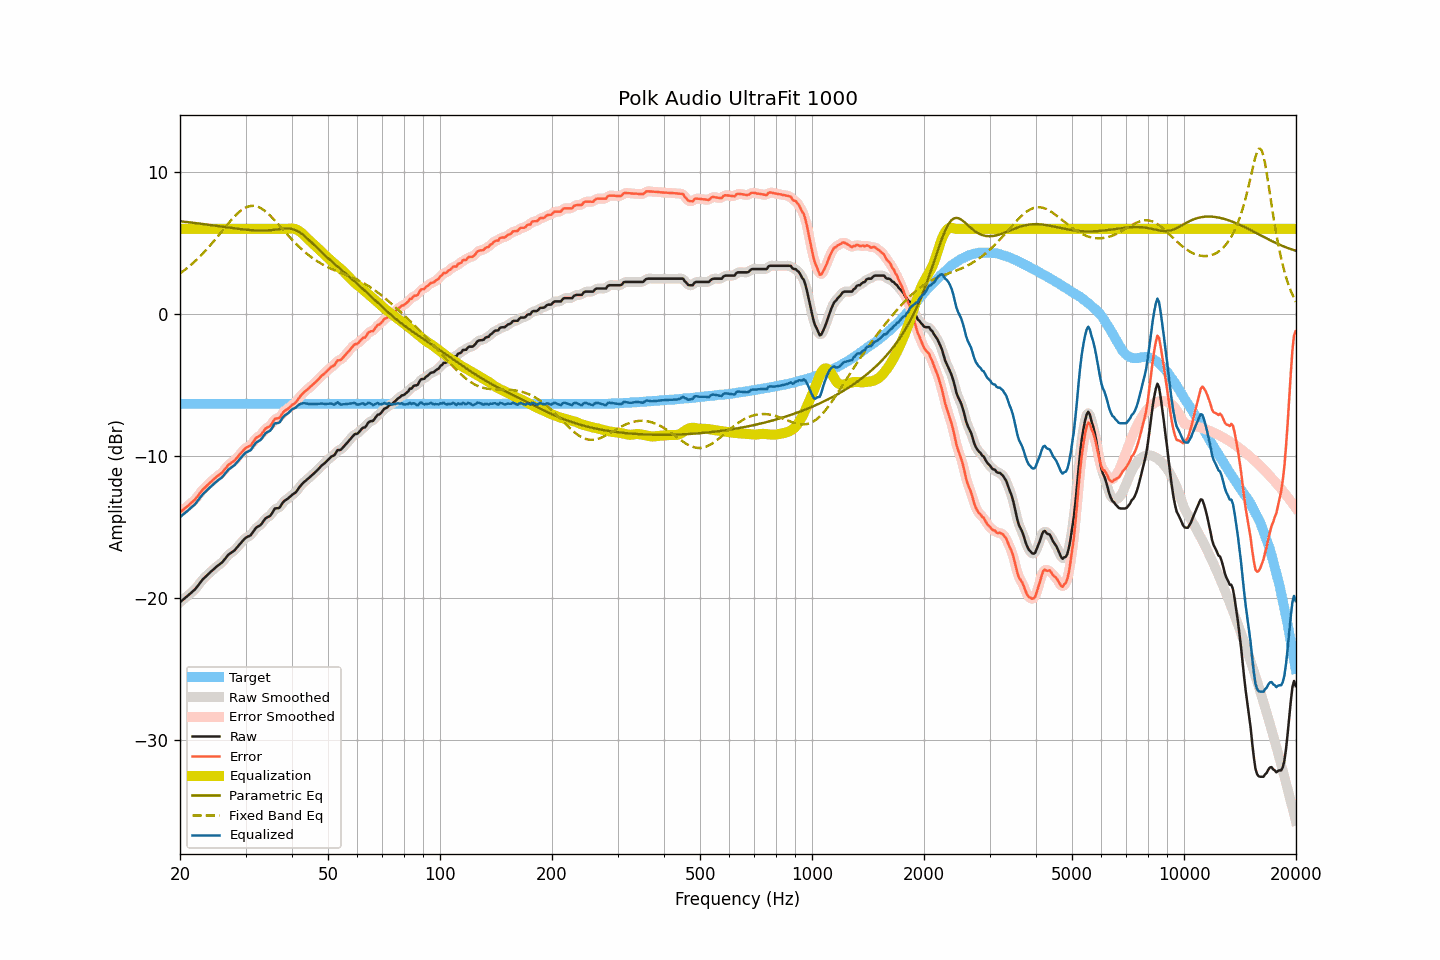 Polk Audio UltraFit 1000
10
0
−10
−20
−30
Amplitude (dBr)
Target
Raw Smoothed
Error Smoothed
Raw
Error
Equalization
Parametric Eq
Fixed Band Eq
Equalized
20 50 100 200 500 1000 2000 5000 10000 20000
Frequency (Hz)